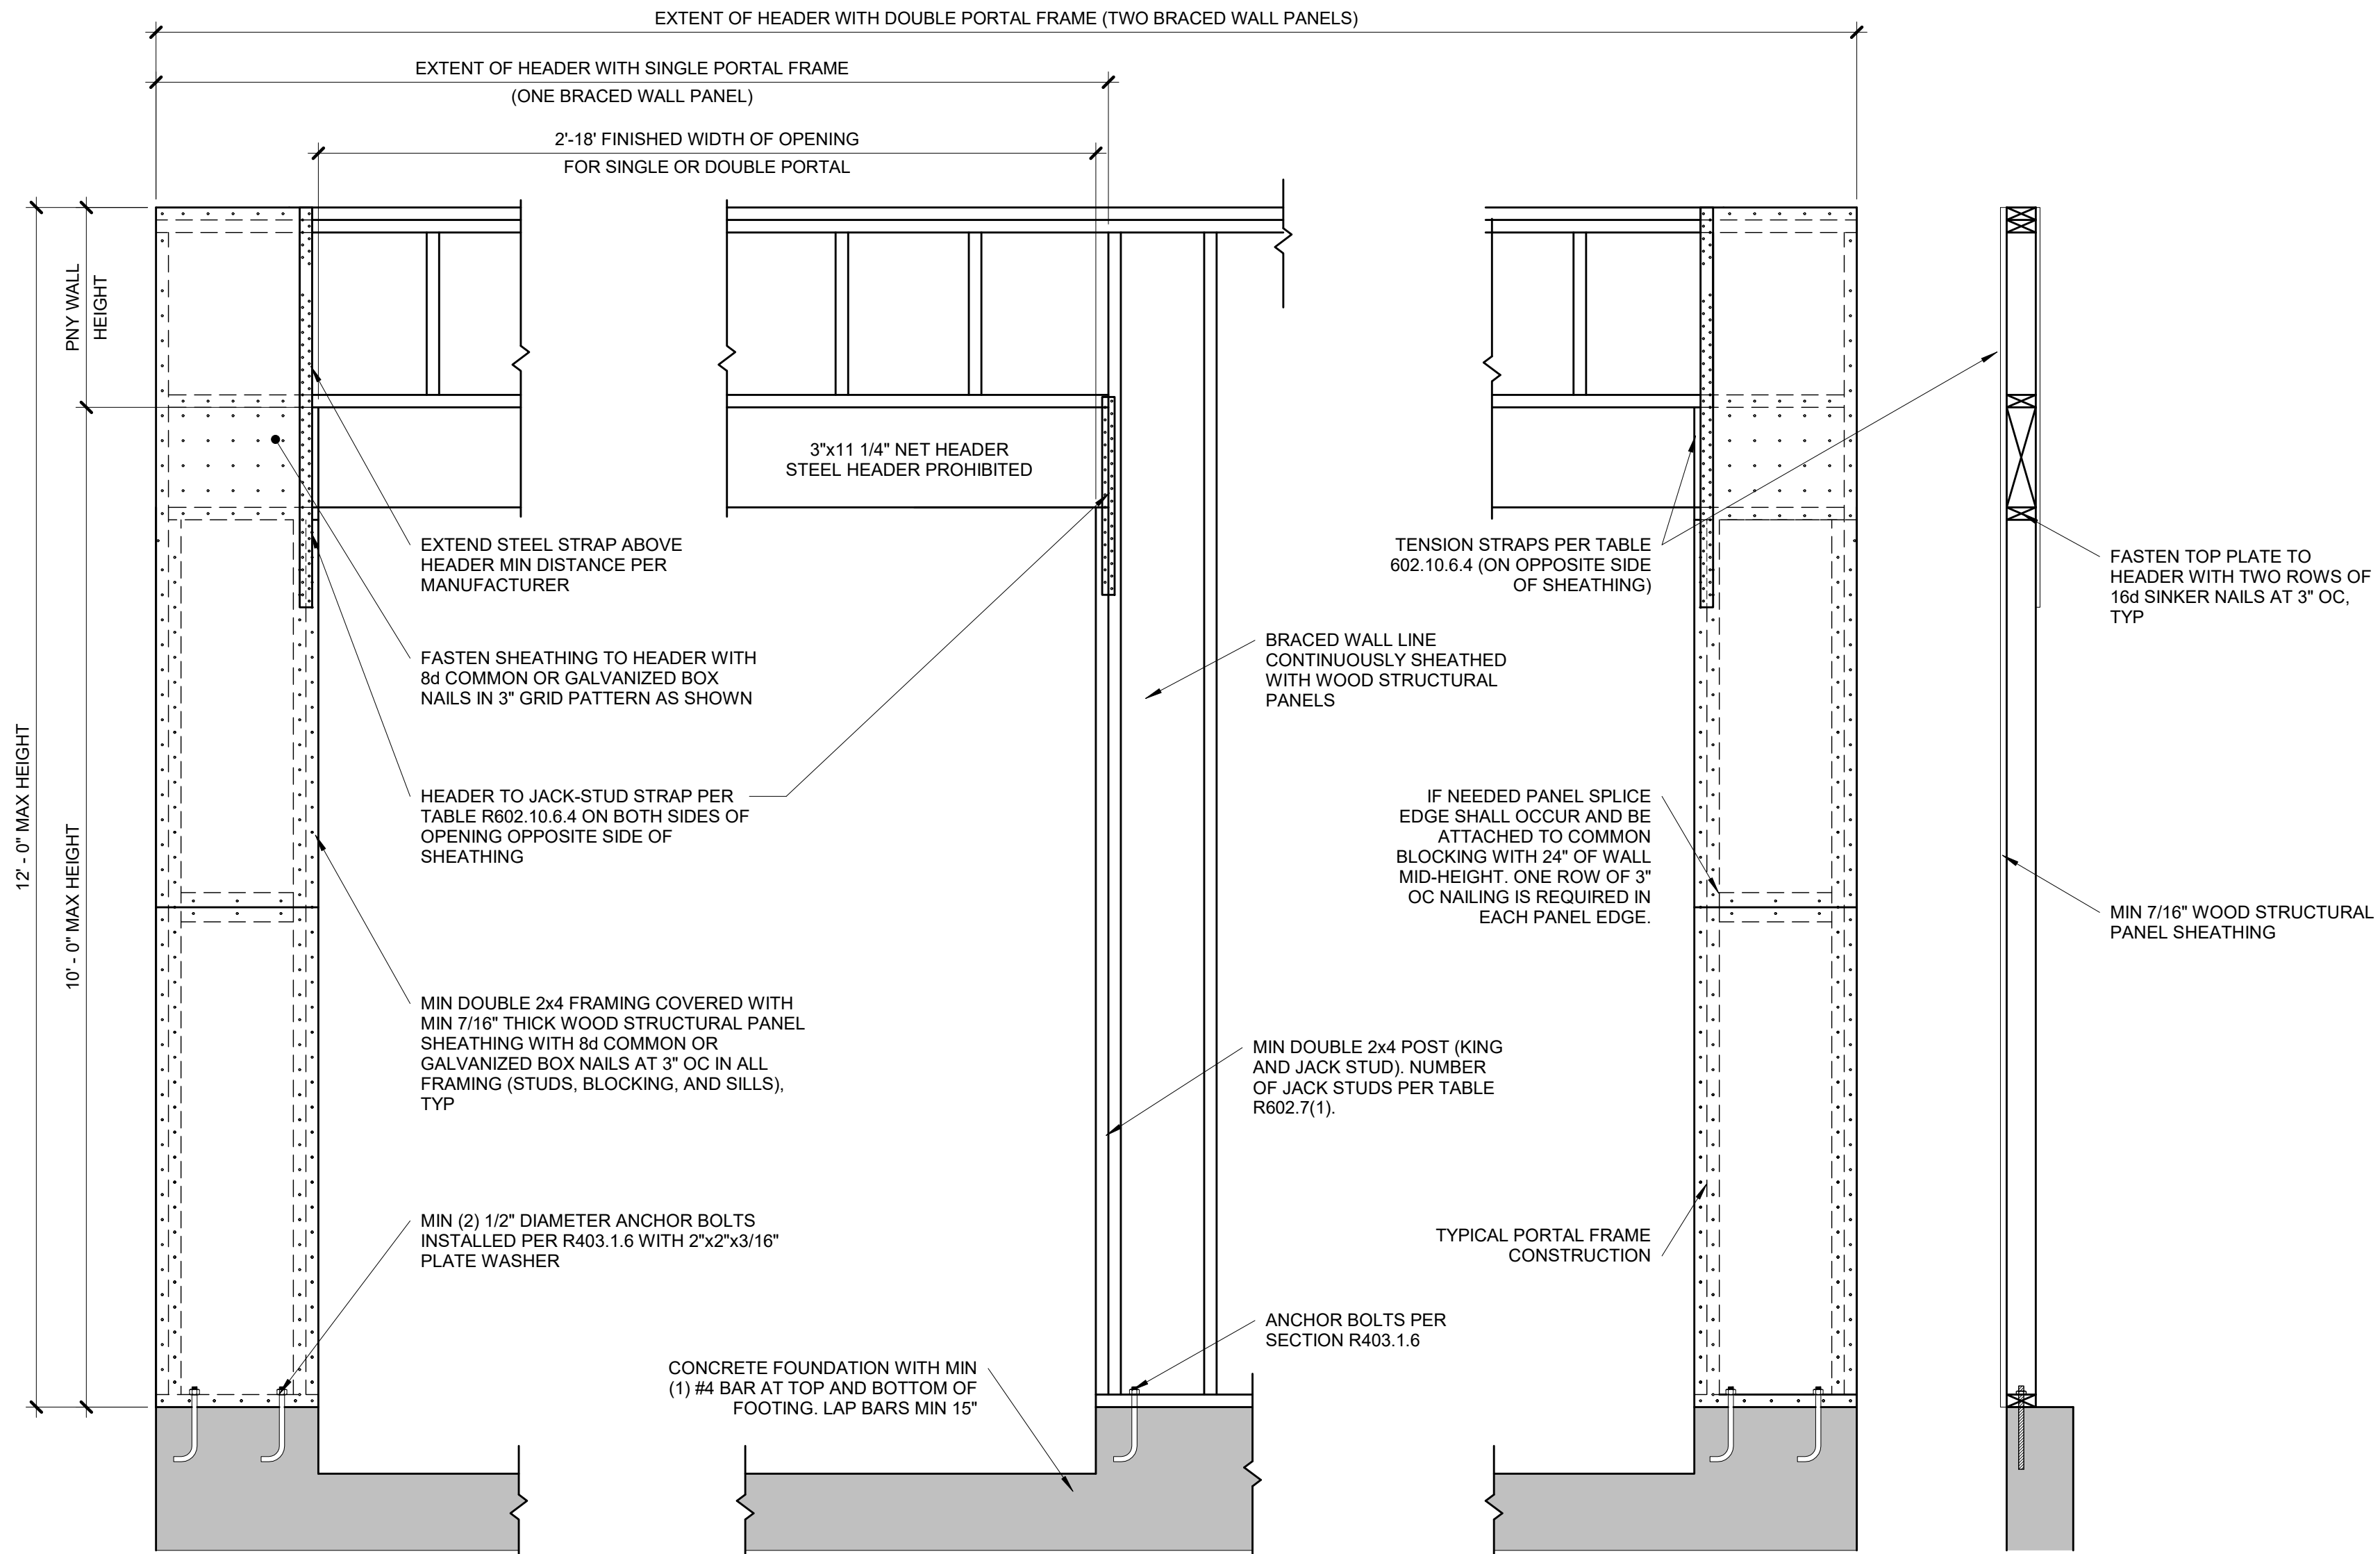 EXTENT OF HEADER WITH DOUBLE PORTAL FRAME (TWO BRACED WALL PANELS)
EXTENT OF HEADER WITH SINGLE PORTAL FRAME
(ONE BRACED WALL PANEL)
2'-18' FINISHED WIDTH OF OPENING
FOR SINGLE OR DOUBLE PORTAL
PNY WALL
HEIGHT
12' - 0" MAX HEIGHT
10' - 0" MAX HEIGHT
3"x11 1/4" NET HEADER
STEEL HEADER PROHIBITED
EXTEND STEEL STRAP ABOVE
HEADER MIN DISTANCE PER
MANUFACTURER
FASTEN SHEATHING TO HEADER WITH
8d COMMON OR GALVANIZED BOX
NAILS IN 3" GRID PATTERN AS SHOWN
HEADER TO JACK-STUD STRAP PER
TABLE R602.10.6.4 ON BOTH SIDES OF
OPENING OPPOSITE SIDE OF
SHEATHING
MIN DOUBLE 2x4 FRAMING COVERED WITH
MIN 7/16" THICK WOOD STRUCTURAL PANEL
SHEATHING WITH 8d COMMON OR
GALVANIZED BOX NAILS AT 3" OC IN ALL
FRAMING (STUDS, BLOCKING, AND SILLS),
TYP
MIN (2) 1/2" DIAMETER ANCHOR BOLTS
INSTALLED PER R403.1.6 WITH 2"x2"x3/16"
PLATE WASHER
CONCRETE FOUNDATION WITH MIN
(1) #4 BAR AT TOP AND BOTTOM OF
FOOTING. LAP BARS MIN 15"
TENSION STRAPS PER TABLE
602.10.6.4 (ON OPPOSITE SIDE
OF SHEATHING)
BRACED WALL LINE
CONTINUOUSLY SHEATHED
WITH WOOD STRUCTURAL
PANELS
IF NEEDED PANEL SPLICE
EDGE SHALL OCCUR AND BE
ATTACHED TO COMMON
BLOCKING WITH 24" OF WALL
MID-HEIGHT. ONE ROW OF 3"
OC NAILING IS REQUIRED IN
EACH PANEL EDGE.
MIN DOUBLE 2x4 POST (KING
AND JACK STUD). NUMBER
OF JACK STUDS PER TABLE
R602.7(1).
TYPICAL PORTAL FRAME
CONSTRUCTION
ANCHOR BOLTS PER
SECTION R403.1.6
FASTEN TOP PLATE TO
HEADER WITH TWO ROWS OF
16d SINKER NAILS AT 3" OC,
TYP
MIN 7/16" WOOD STRUCTURAL
PANEL SHEATHING